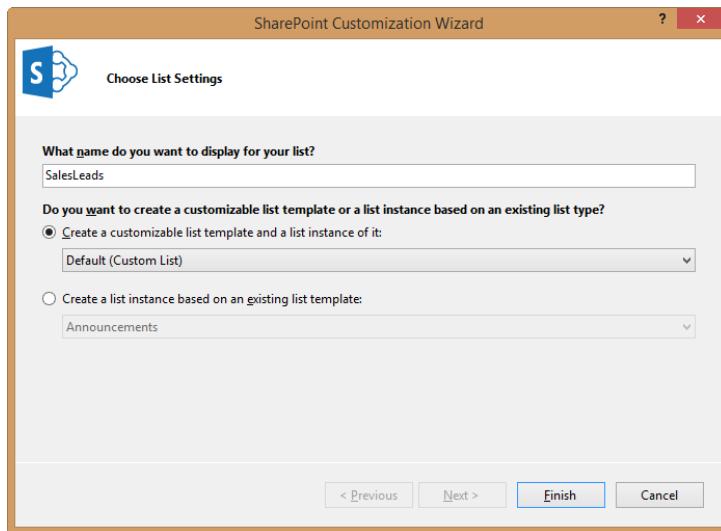 SharePoint Customization Wizard
?
S
Choose List Settings
What name do you want to display for your list?
SalesLeads
Do you want to create a customizable list template or a list instance based on an existing list type?
Create a customizable list template and a list instance of it:
Default (Custom List)
Create a list instance based on an existing list template:
Announcements
< Previous Next > Finish Cancel